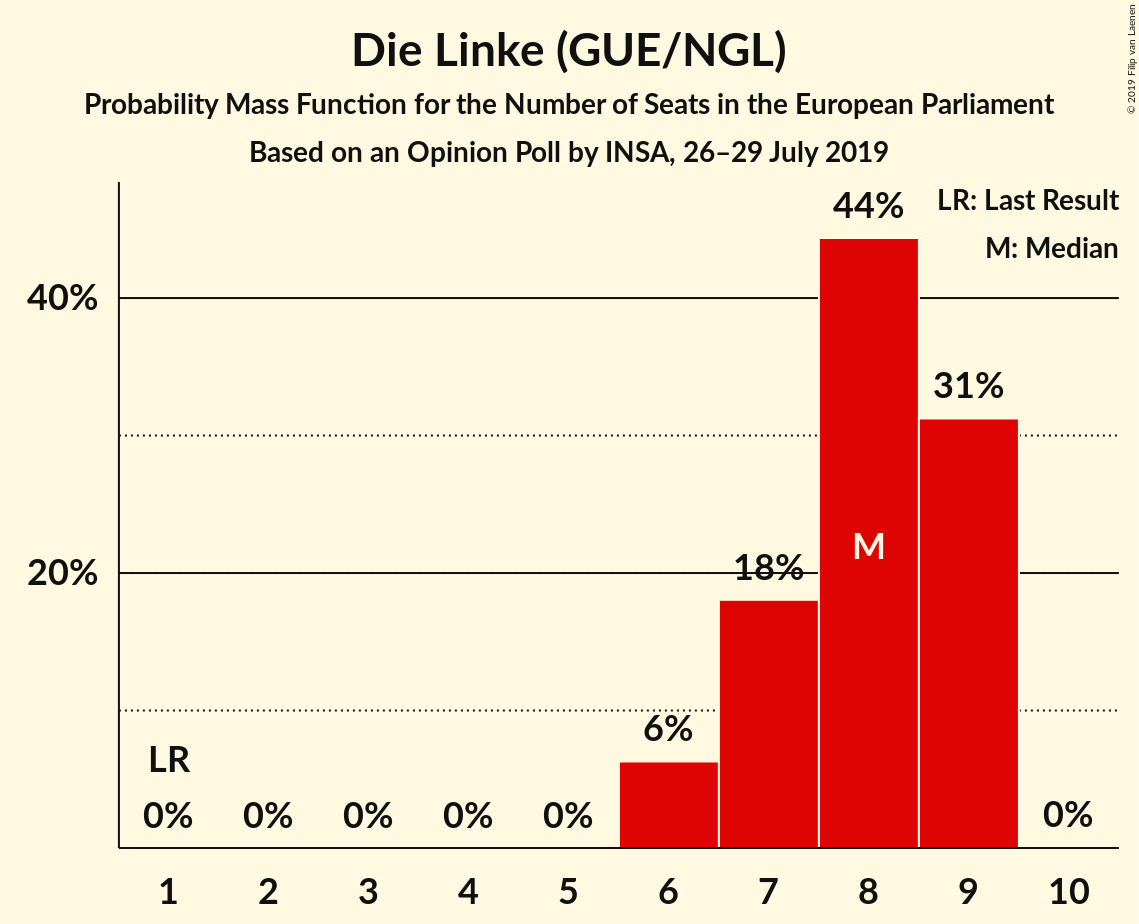 Die Linke (GUE/NGL)
Probability Mass Function for the Number of Seats in the European Parliament
Based on an Opinion Poll by INSA, 26–29 July 2019
© 2019 Filip van Laenen
LR: Last Result
M: Median
44%
40%
31%
M
18%
20%
6%
LR
0% 0% 0% 0% 0% 0%
1 2 3 4 5 6 7 8 9 10